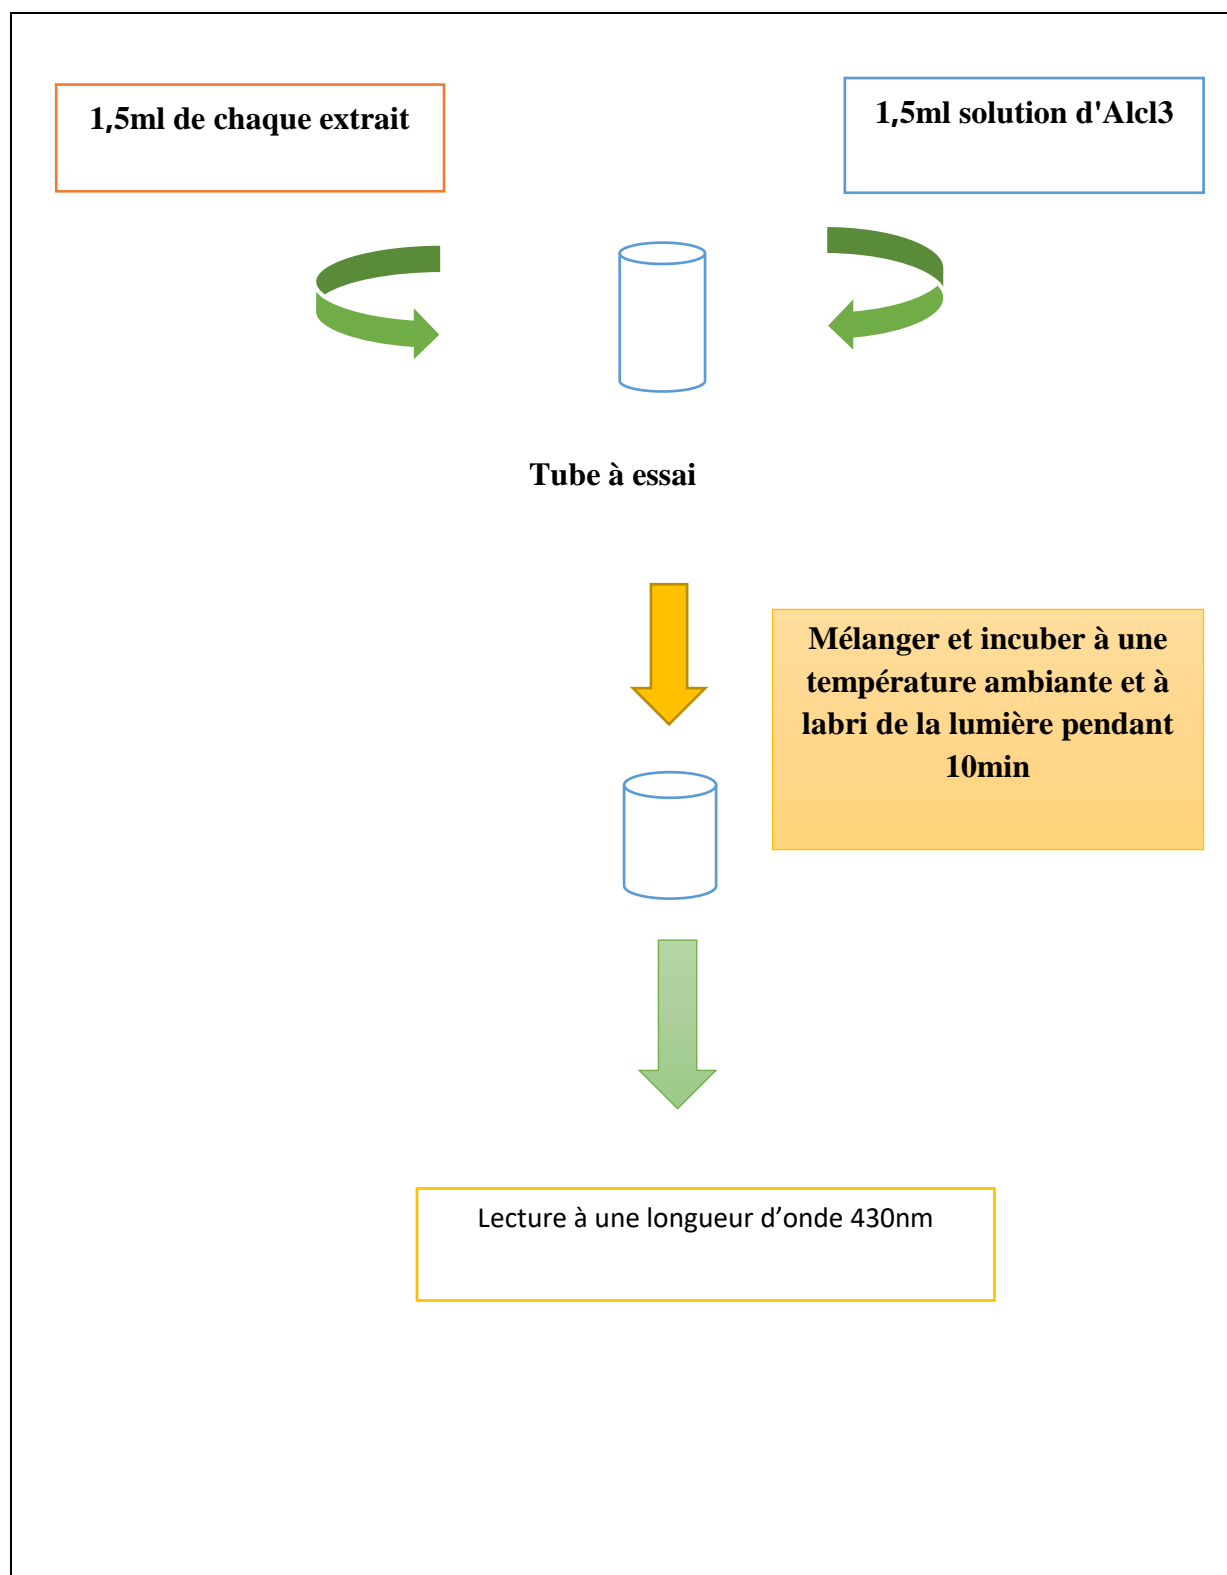 1,5ml de chaque extrait
1,5ml solution d'Alcl3
Tube à essai
Mélanger et incuber à une
température ambiante et à
labri de la lumière pendant
10min
Lecture à une longueur d’onde 430nm